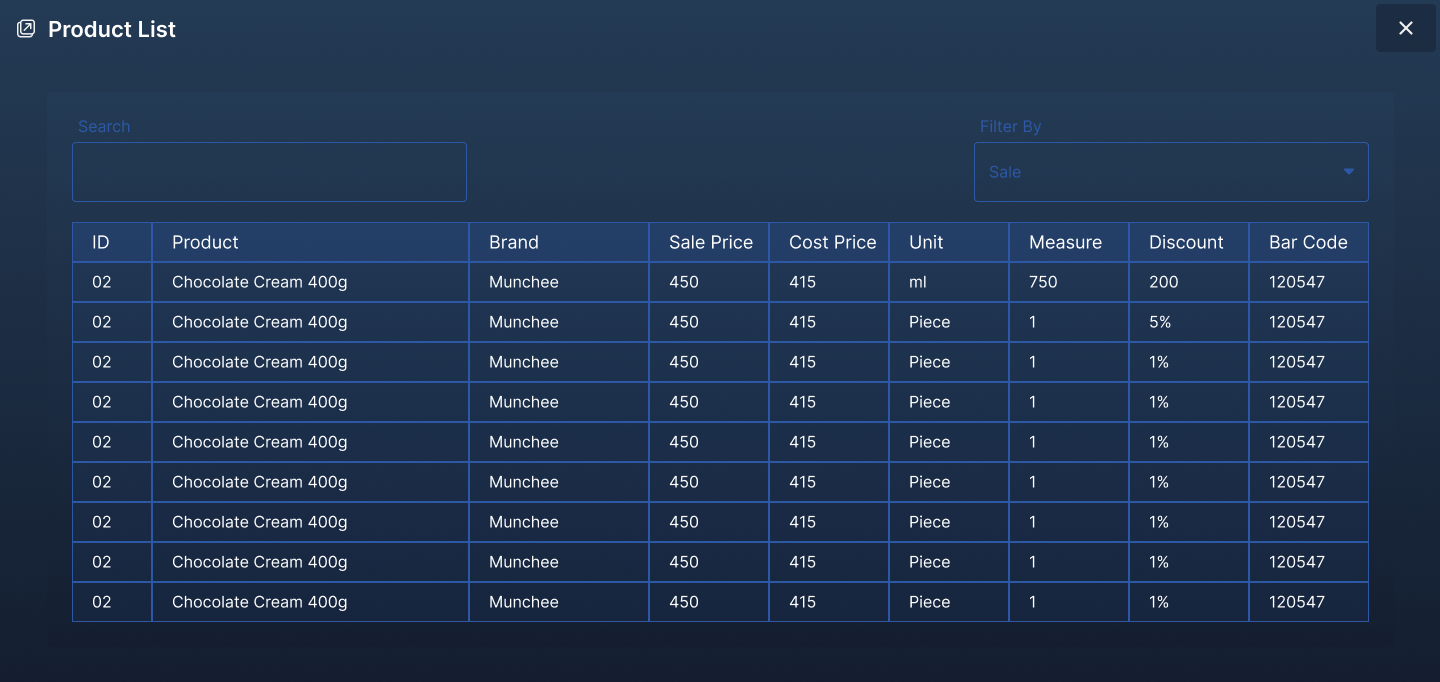 Product List
Search
Filter By
Sale
ID Product Brand Sale Price Cost Price Unit Measure Discount Bar Code
02 Chocolate Cream 400g Munchee 450 415 ml 750 200 120547
02 Chocolate Cream 400g Munchee 450 415 Piece 1 5% 120547
02 Chocolate Cream 400g Munchee 450 415 Piece 1 1% 120547
02 Chocolate Cream 400g Munchee 450 415 Piece 1 1% 120547
02 Chocolate Cream 400g Munchee 450 415 Piece 1 1% 120547
02 Chocolate Cream 400g Munchee 450 415 Piece 1 1% 120547
02 Chocolate Cream 400g Munchee 450 415 Piece 1 1% 120547
02 Chocolate Cream 400g Munchee 450 415 Piece 1 1% 120547
02 Chocolate Cream 400g Munchee 450 415 Piece 1 1% 120547